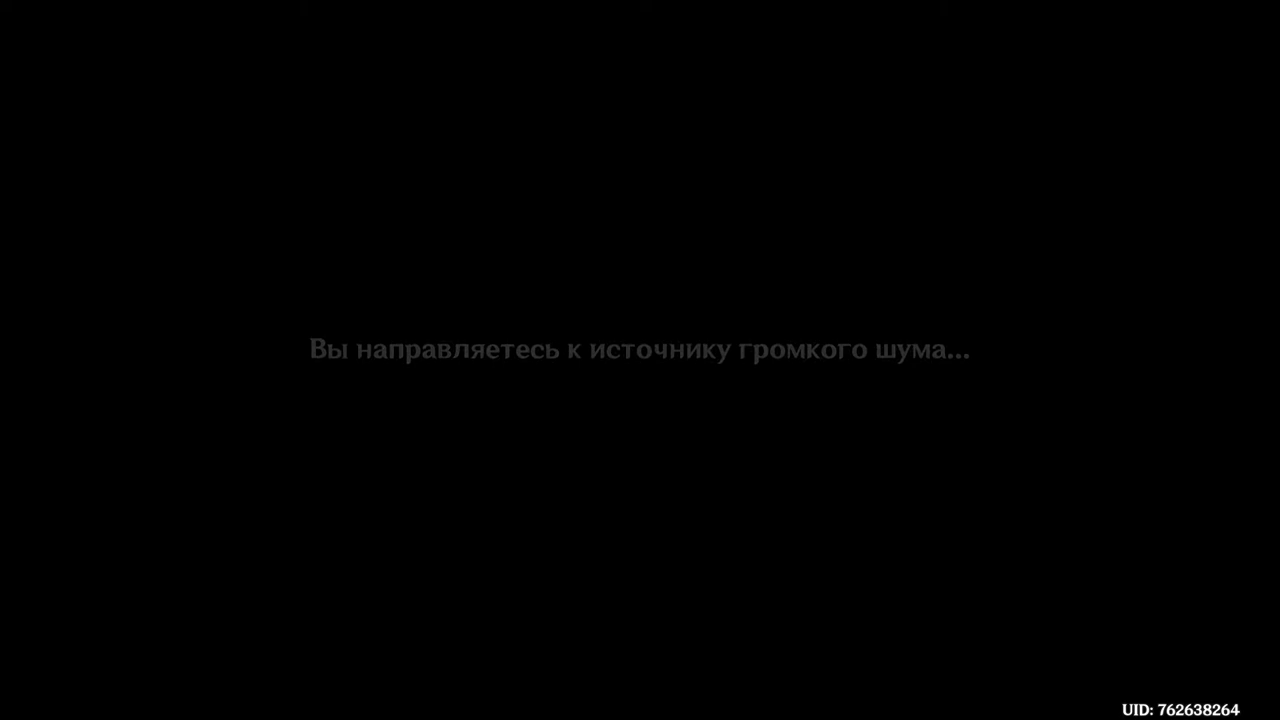 Вы направляетесь к источнику громкого шума...
UID: 762638264